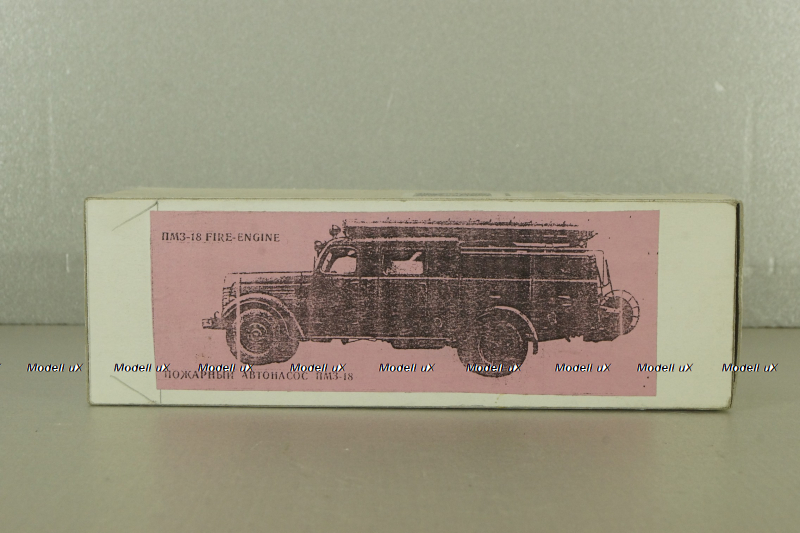 ПМЗ-18 FIRE-ENGINE
Modell uX Modell uX Modell uX Modell uX Modell uX Modell uX Modell uX Modell uX Modell uX
ПОЖАРНЫЙ АВТОНАСОС ПМЗ-18